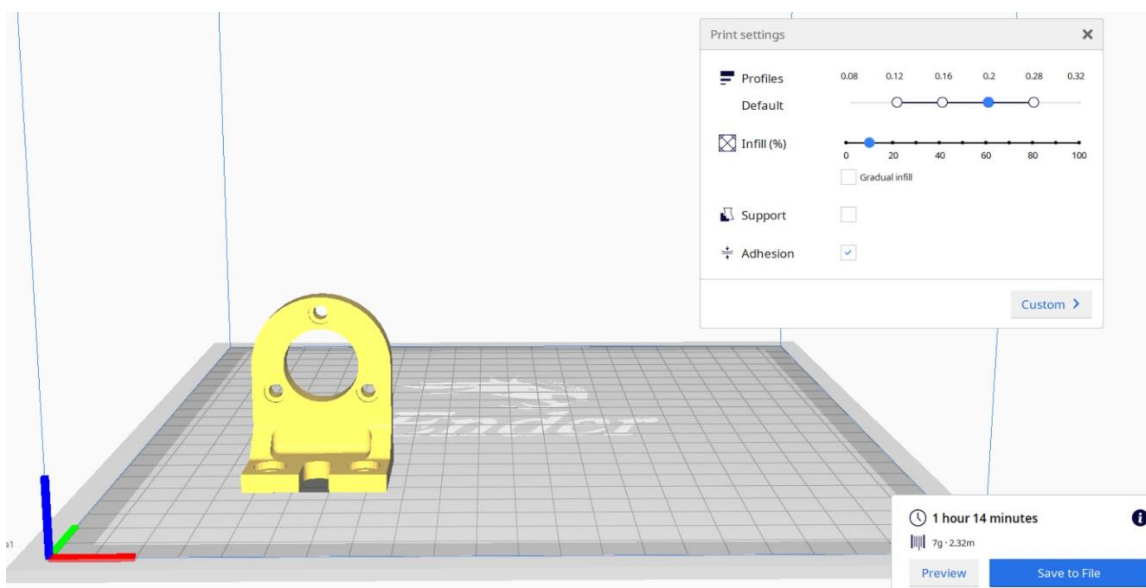 Print settings
Profiles 0.08 0.12 0.16 0.2 0.28 0.32
Default
Infill (%)
0 20 40 60 80 100
Gradual infill
Support
Adhesion
Custom
Ender
1 hour 14 minutes
7g · 2.32m
Preview Save to File